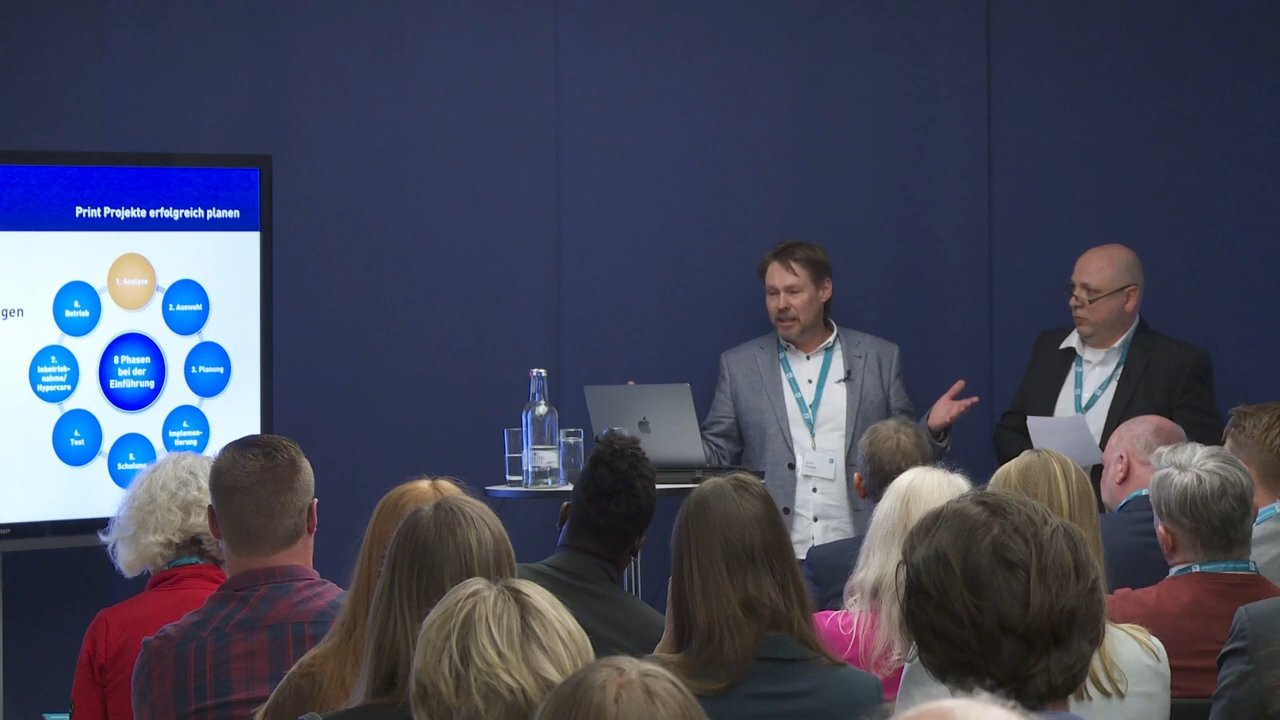 Print Projekte erfolgreich planen
gen
1. Analyse
2. Auswahl
3. Planung
4. Implemen-
tierung
5.
Schulung
6.
Test
7.
Inbetrieb-
nahme/
Hypercare
8.
Betrieb
8 Phasen
bei der
Einführung